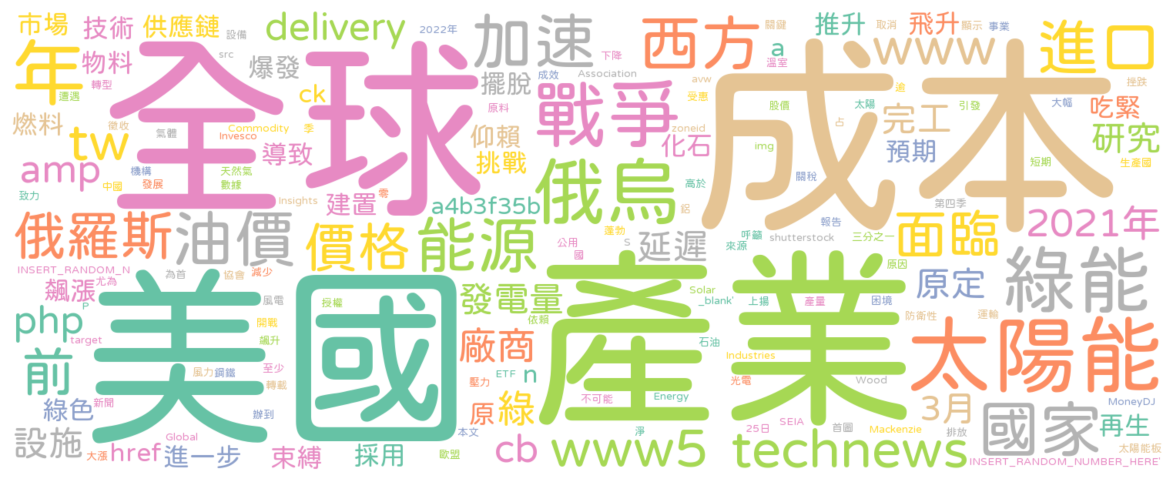 市場
技術
供應鏈
設備
delivery
2022年
加速
西方
關鍵
推升
飛升
取消
顯示
事業
年
物料
src
爆發
擺脫
下降
成效
Association
a
溫室
www
進口
轉型
遭遇
全球
ck
原料
戰爭
avw
受惠
股價
太陽
追
引發
大幅
挫跌
吃緊
燃料
徵收
tw
氣體
Commodity
季
Invesco
仰賴
挑戰
zoneid
化石
占
完工
預期
成本
研究
amp
機構
中國
發展
導致
天然氣
數據
零
img
短期
生產國
致力
Insights
建置
a4b3f35b
俄烏
高於
鋁
關稅
報告
第四季
2021年
俄羅斯
油價
價格
能源
蓬勃
S
公用
國
延遲
呼籲
來源
shutterstock
三分之一
面臨
INSERT_RANDOM_N
為首
協會
減少
尤為
飆漲
P
風電
授權
發電量
依賴
Solar
_blank'
上揚
產量
原因
困境
防衛性
運輸
原定
綠能
php
target
開戰
飆升
美國
產業
廠商
石油
太陽能
前
風力
鋼鐵
至少
轉載
ETF
壓力
n
Industries
光電
Wood
綠色
新聞
辦到
原
綠
不可能
Energy
3月
國家
MoneyDJ
再生
設施
大漲
Global
href
進一步
束縛
採用
本文
歐盟
cb
www5
淨
25日
SEIA
首圖
technews
Mackenzie
排放
太陽能板
INSERT_RANDOM_NUMBER_HERE'